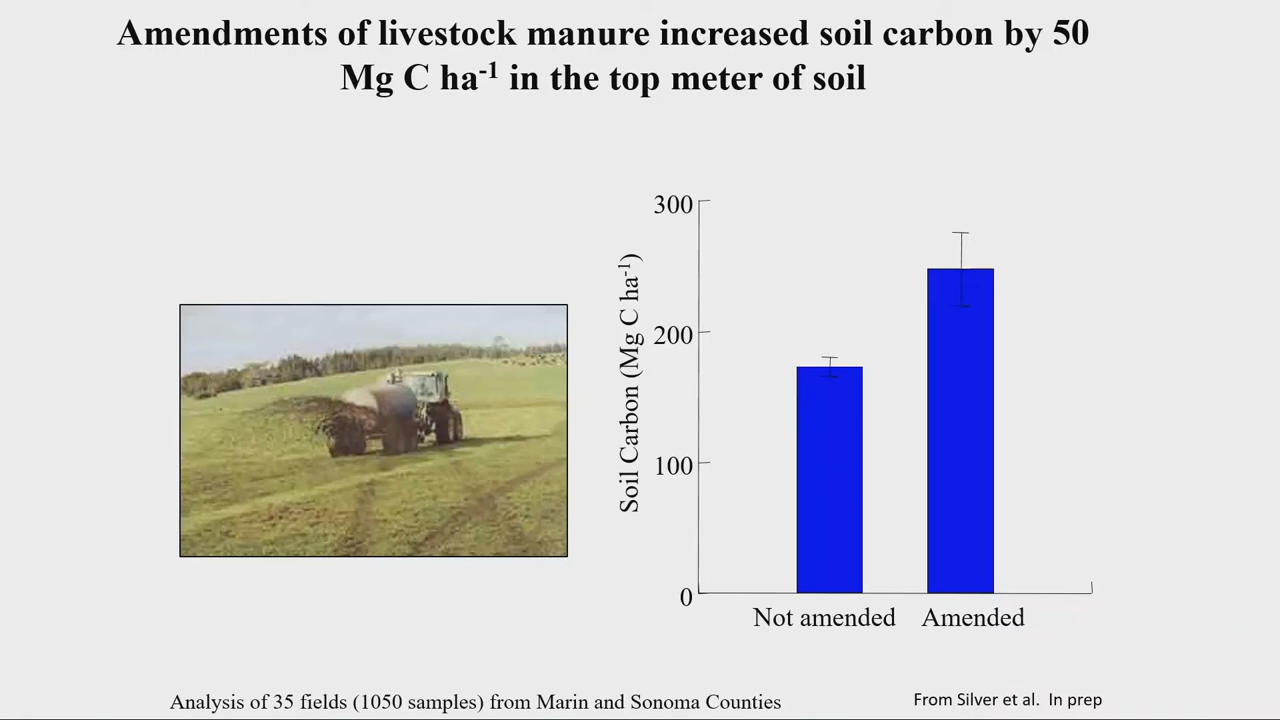 Amendments of livestock manure increased soil carbon by 50
Mg C ha⁻¹ in the top meter of soil
300
200
100
0
Soil Carbon (Mg C ha⁻¹)
Not amended
Amended
Analysis of 35 fields (1050 samples) from Marin and Sonoma Counties
From Silver et al.  In prep